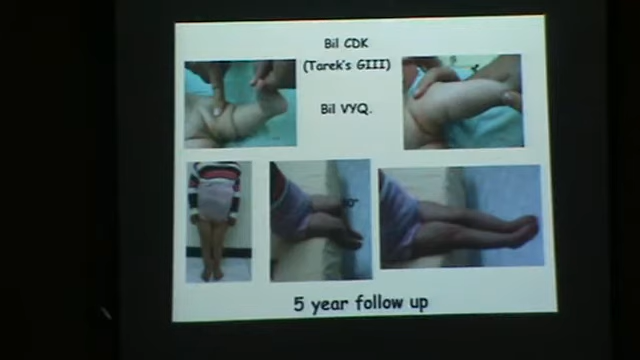 Bil CDK
(Tarek's GIII)
Bil VYQ.
5 year follow up